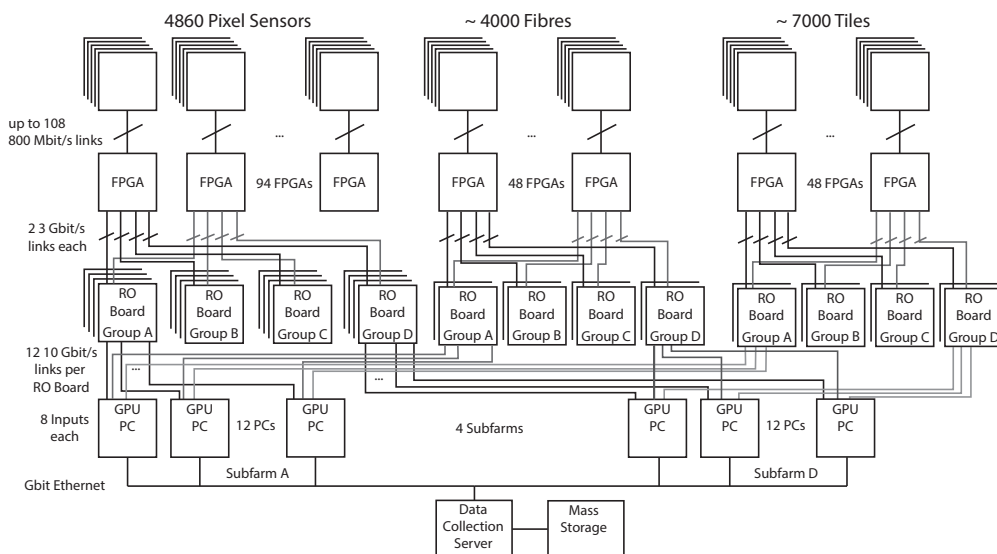 4860 Pixel Sensors
~ 4000 Fibres
~ 7000 Tiles
up to 108
800 Mbit/s links
...
...
...
FPGA
FPGA
94 FPGAs
FPGA
FPGA
48 FPGAs
FPGA
FPGA
48 FPGAs
FPGA
2 3 Gbit/s
links each
RO
Board
Group A
RO
Board
Group B
RO
Board
Group C
RO
Board
Group D
RO
Board
Group A
RO
Board
Group B
RO
Board
Group C
RO
Board
Group D
RO
Board
Group A
RO
Board
Group B
RO
Board
Group C
RO
Board
Group D
12 10 Gbit/s
links per
RO Board
...
...
8 Inputs
each
GPU
PC
GPU
PC
12 PCs
GPU
PC
4 Subfarms
GPU
PC
GPU
PC
12 PCs
GPU
PC
Subfarm A
Subfarm D
Gbit Ethernet
Data
Collection
Server
Mass
Storage